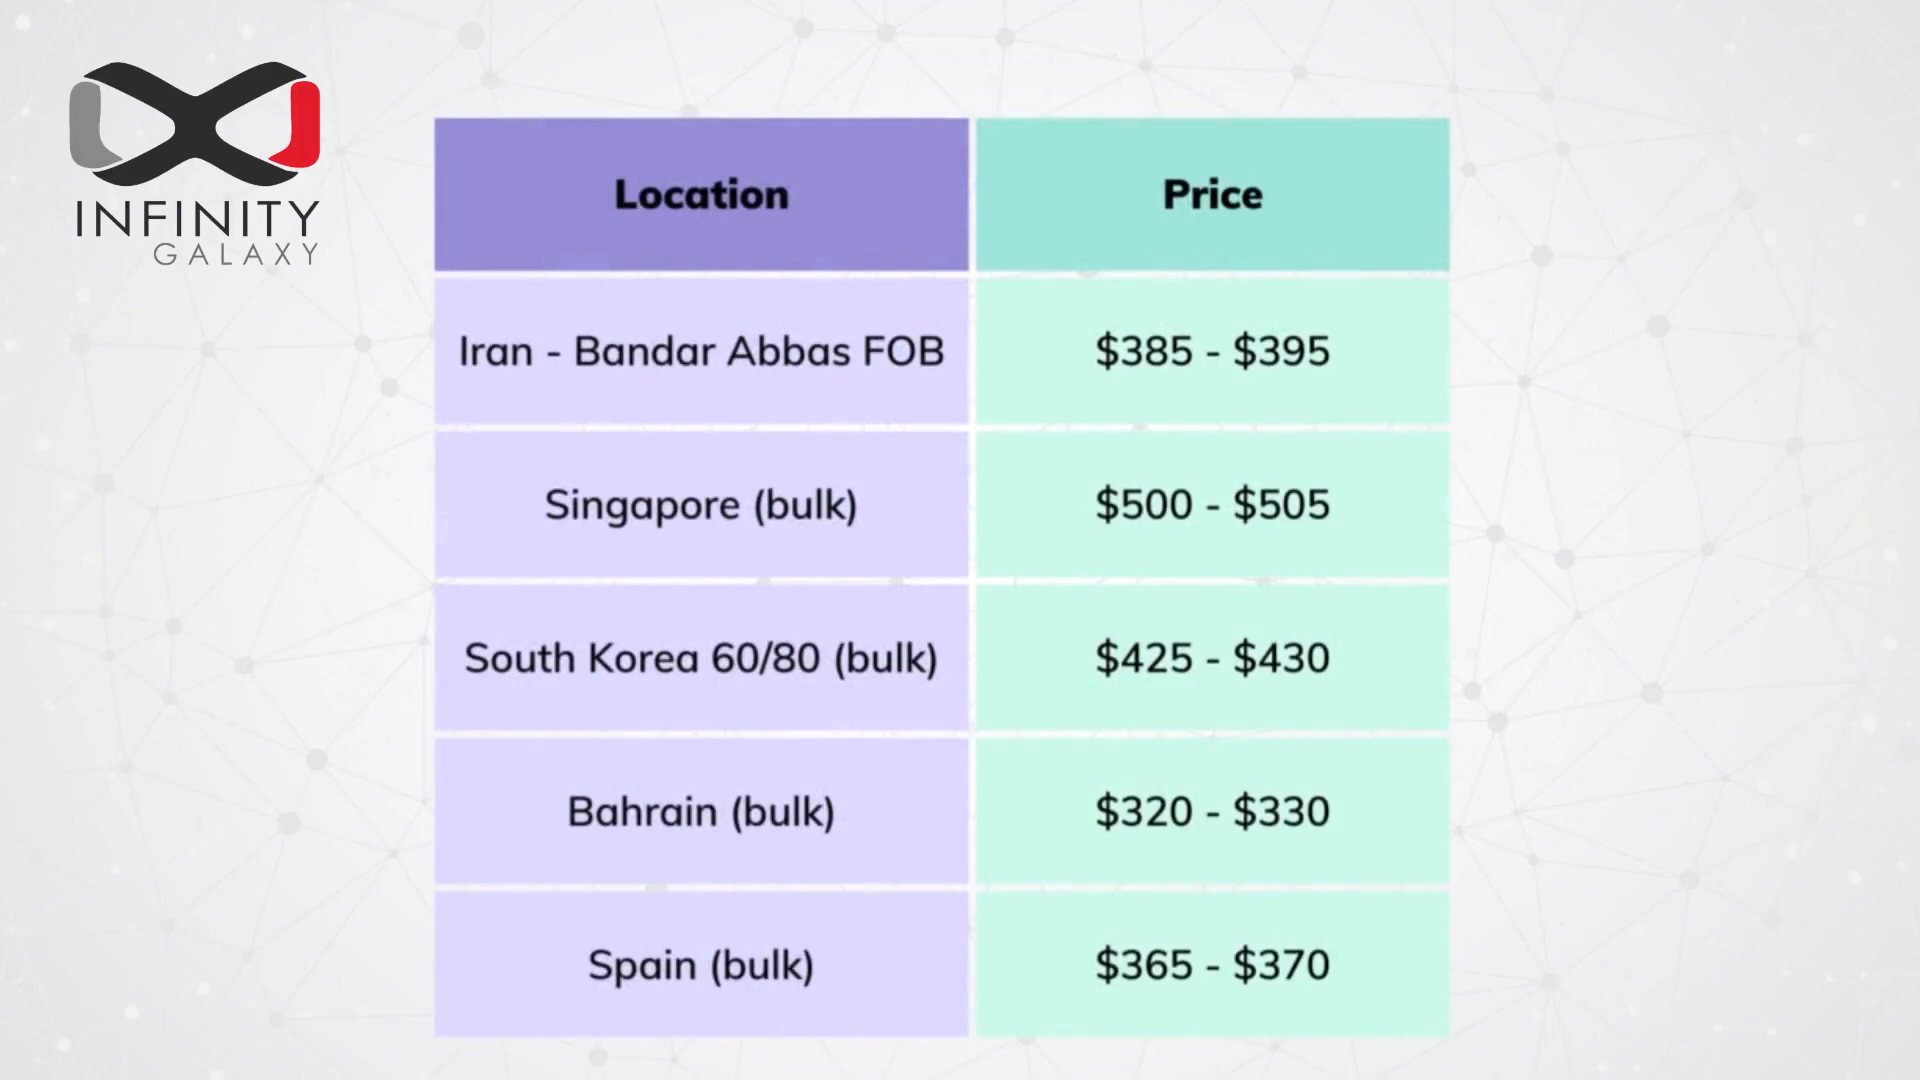 INFINITY
GALAXY
Location Price
Iran - Bandar Abbas FOB $385 - $395
Singapore (bulk) $500 - $505
South Korea 60/80 (bulk) $425 - $430
Bahrain (bulk) $320 - $330
Spain (bulk) $365 - $370